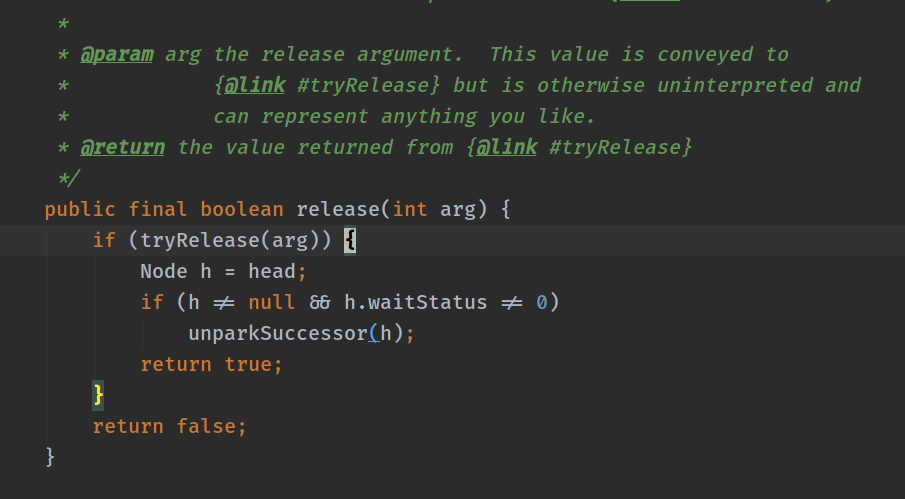 *
* @param arg the release argument.  This value is conveyed to
*            {@link #tryRelease} but is otherwise uninterpreted and
*            can represent anything you like.
* @return the value returned from {@link #tryRelease}
*/
public final boolean release(int arg) {
    if (tryRelease(arg)) {
        Node h = head;
        if (h != null && h.waitStatus != 0)
            unparkSuccessor(h);
        return true;
    }
    return false;
}